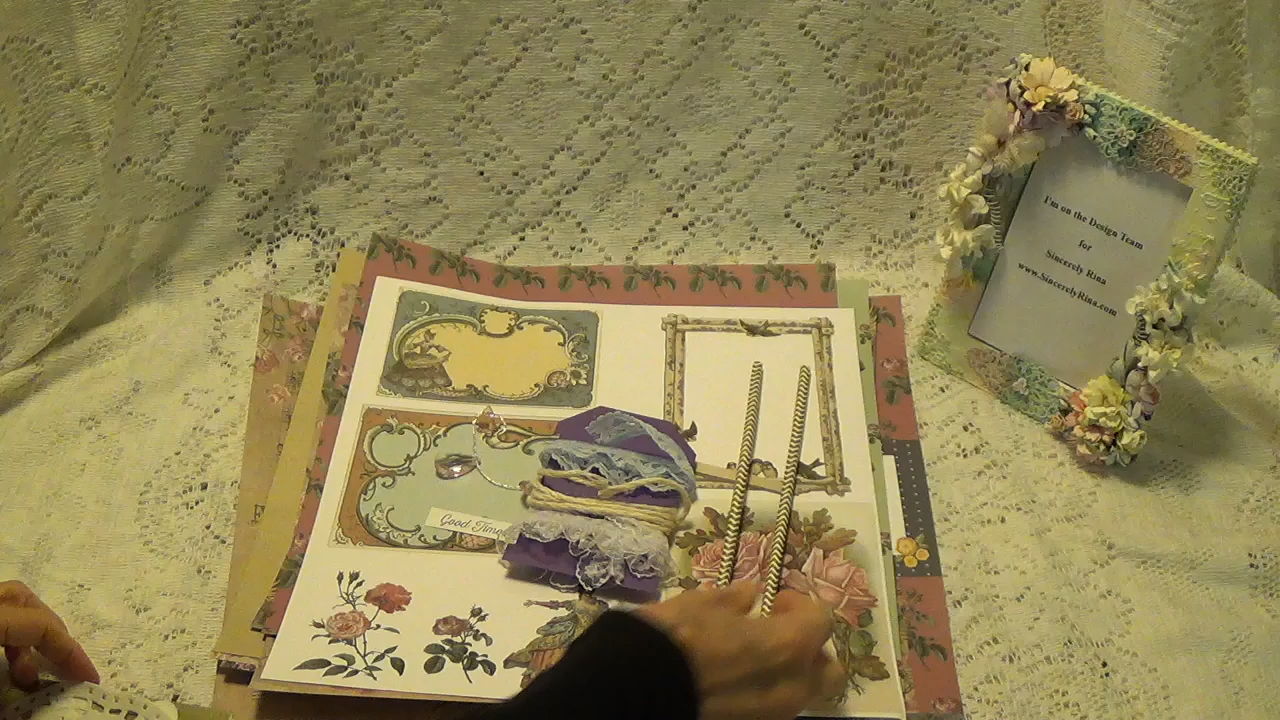 I'm on the Design Team
for
Sincerely Rina
www.SincerelyRina.com
Good Time